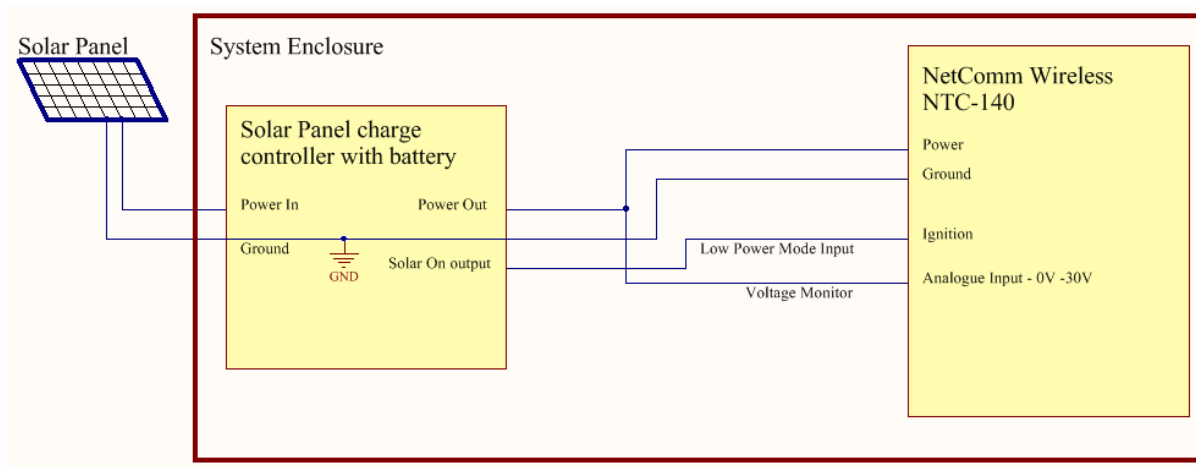 Solar Panel
System Enclosure
NetComm Wireless
NTC-140
Solar Panel charge
controller with battery
Power
Ground
Power In
Power Out
Ground
GND
Solar On output
Low Power Mode Input
Ignition
Voltage Monitor
Analogue Input - 0V -30V